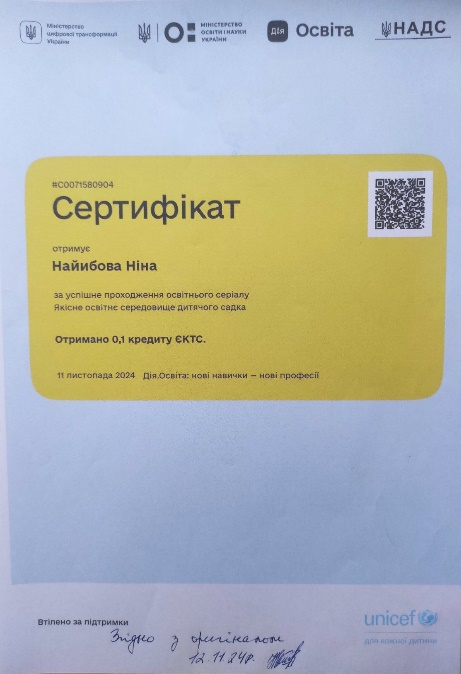 Міністерство
цифрової трансформації
України
МІНІСТЕРСТВО
ОСВІТИ І НАУКИ
УКРАЇНИ
Дія Освіта
НАДС
#C0071580904
Сертифікат
отримує
Найибова Ніна
за успішне проходження освітнього серіалу
Якісне освітнє середовище дитячого садка
Отримано 0,1 кредиту ЄКТС.
11 листопада 2024 Дія.Освіта: нові навички — нові професії
Втілено за підтримки
unicef
для кожної дитини
Згідно з оригіналом
12.11.24р.